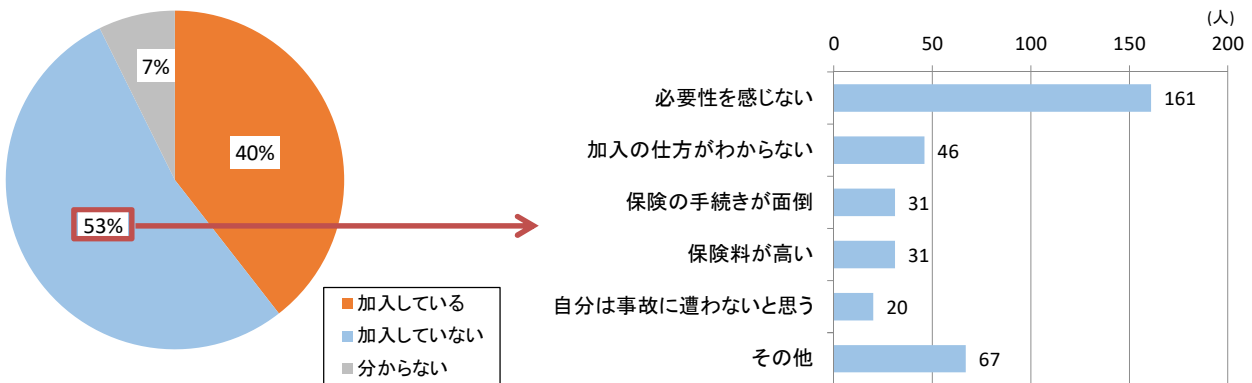 7%
40%
53%
加入している
加入していない
分からない
(人)
0 50 100 150 200
必要性を感じない 161
加入の仕方がわからない 46
保険の手続きが面倒 31
保険料が高い 31
自分は事故に遭わないと思う 20
その他 67